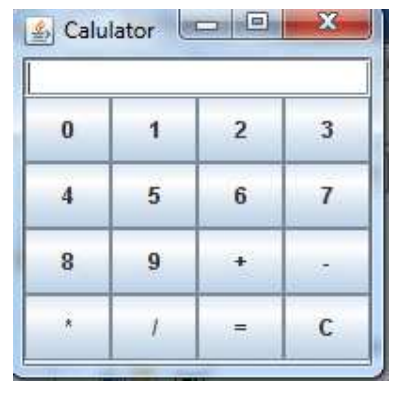 Calulator
0 1 2 3
4 5 6 7
8 9 + -
* / = C